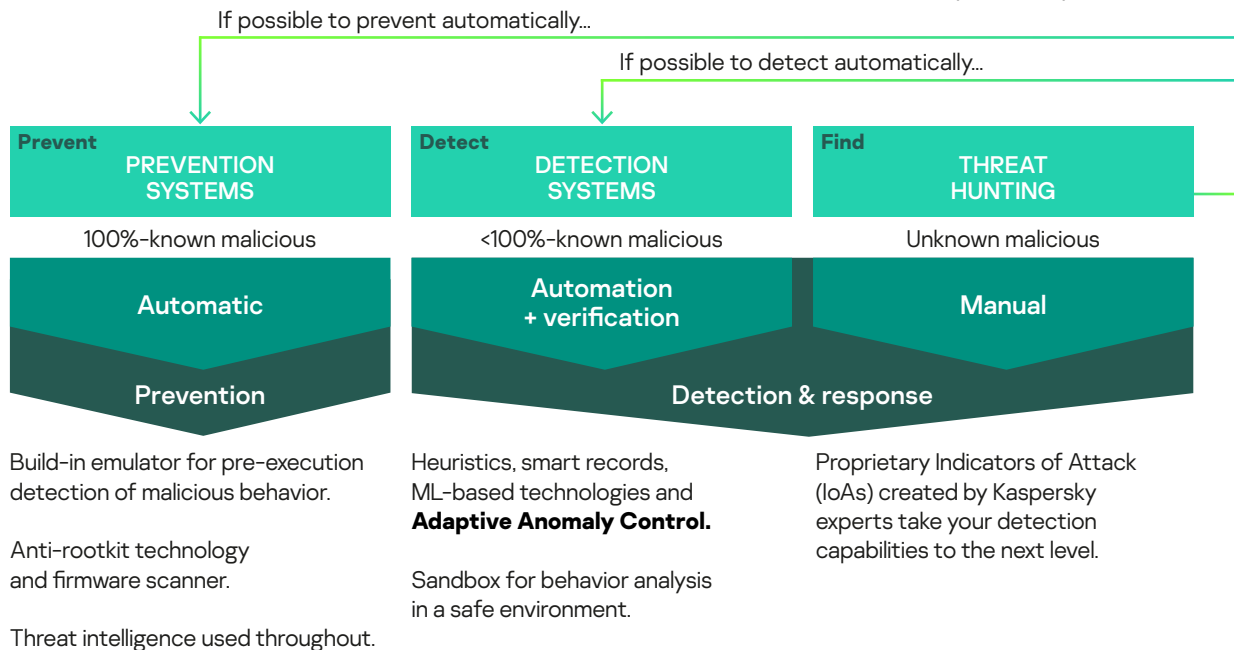 If possible to prevent automatically...
If possible to detect automatically...
Prevent
PREVENTION
SYSTEMS
Detect
DETECTION
SYSTEMS
Find
THREAT
HUNTING
100%-known malicious
<100%-known malicious
Unknown malicious
Automatic
Automation
+ verification
Manual
Prevention
Detection & response
Build-in emulator for pre-execution
detection of malicious behavior.
Anti-rootkit technology
and firmware scanner.
Threat intelligence used throughout.
Heuristics, smart records,
ML-based technologies and
Adaptive Anomaly Control.
Sandbox for behavior analysis
in a safe environment.
Proprietary Indicators of Attack
(IoAs) created by Kaspersky
experts take your detection
capabilities to the next level.